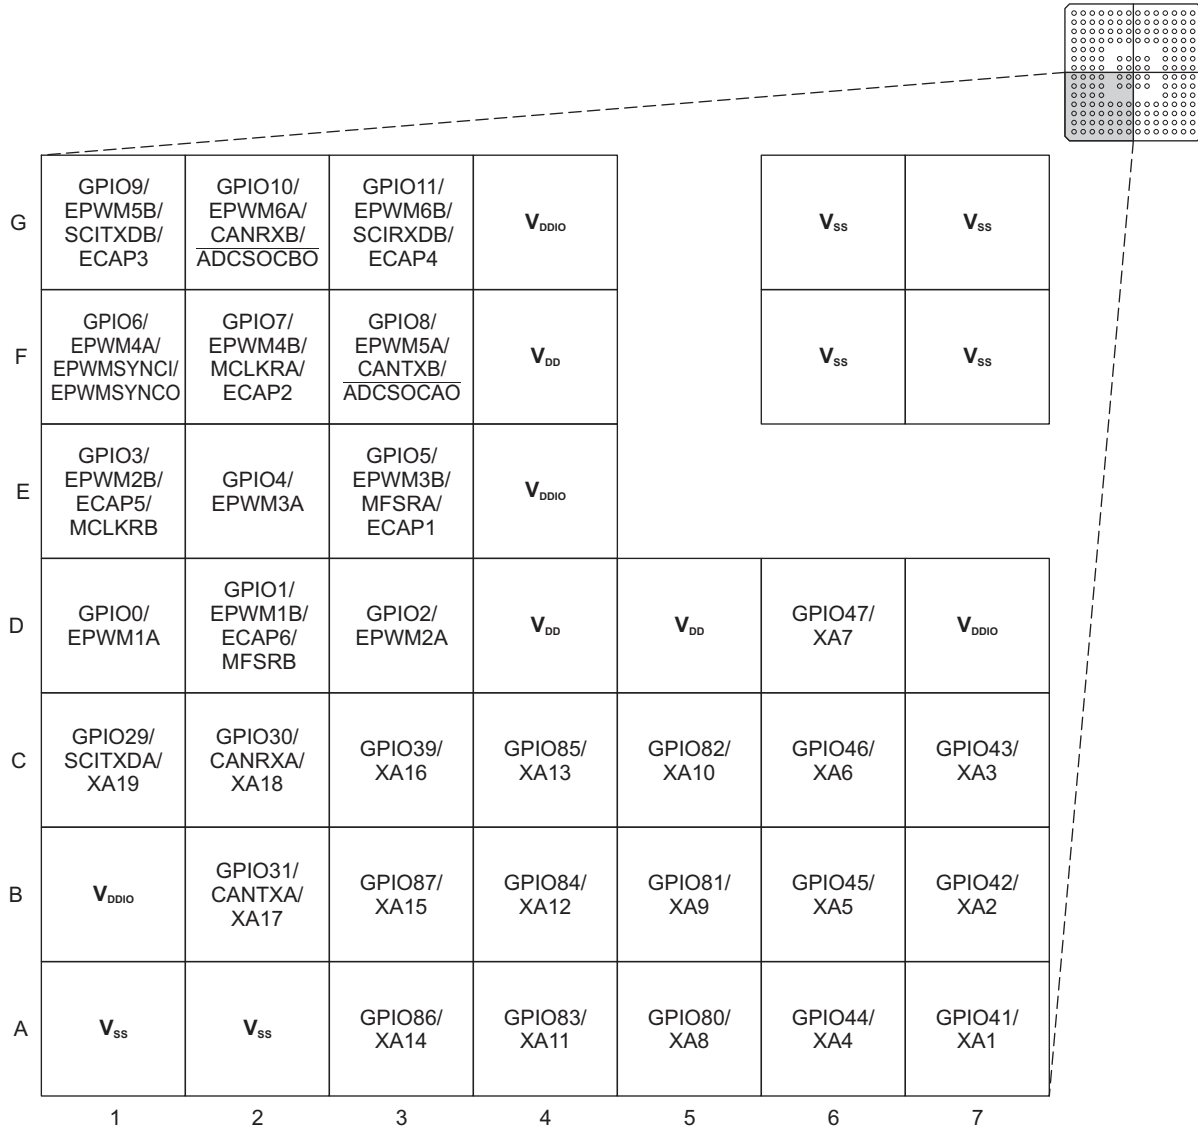 G
GPIO9/
EPWM5B/
SCITXDB/
ECAP3
GPIO10/
EPWM6A/
CANRXB/
ADCSOCBO
GPIO11/
EPWM6B/
SCIRXDB/
ECAP4
VDDIO
VSS
VSS
F
GPIO6/
EPWM4A/
EPWMSYNCI/
EPWMSYNCO
GPIO7/
EPWM4B/
MCLKRA/
ECAP2
GPIO8/
EPWM5A/
CANTXB/
ADCSOCAO
VDD
VSS
VSS
E
GPIO3/
EPWM2B/
ECAP5/
MCLKRB
GPIO4/
EPWM3A
GPIO5/
EPWM3B/
MFSRA/
ECAP1
VDDIO
D
GPIO0/
EPWM1A
GPIO1/
EPWM1B/
ECAP6/
MFSRB
GPIO2/
EPWM2A
VDD
VDD
GPIO47/
XA7
VDDIO
C
GPIO29/
SCITXDA/
XA19
GPIO30/
CANRXA/
XA18
GPIO39/
XA16
GPIO85/
XA13
GPIO82/
XA10
GPIO46/
XA6
GPIO43/
XA3
B
VDDIO
GPIO31/
CANTXA/
XA17
GPIO87/
XA15
GPIO84/
XA12
GPIO81/
XA9
GPIO45/
XA5
GPIO42/
XA2
A
VSS
VSS
GPIO86/
XA14
GPIO83/
XA11
GPIO80/
XA8
GPIO44/
XA4
GPIO41/
XA1
1 2 3 4 5 6 7